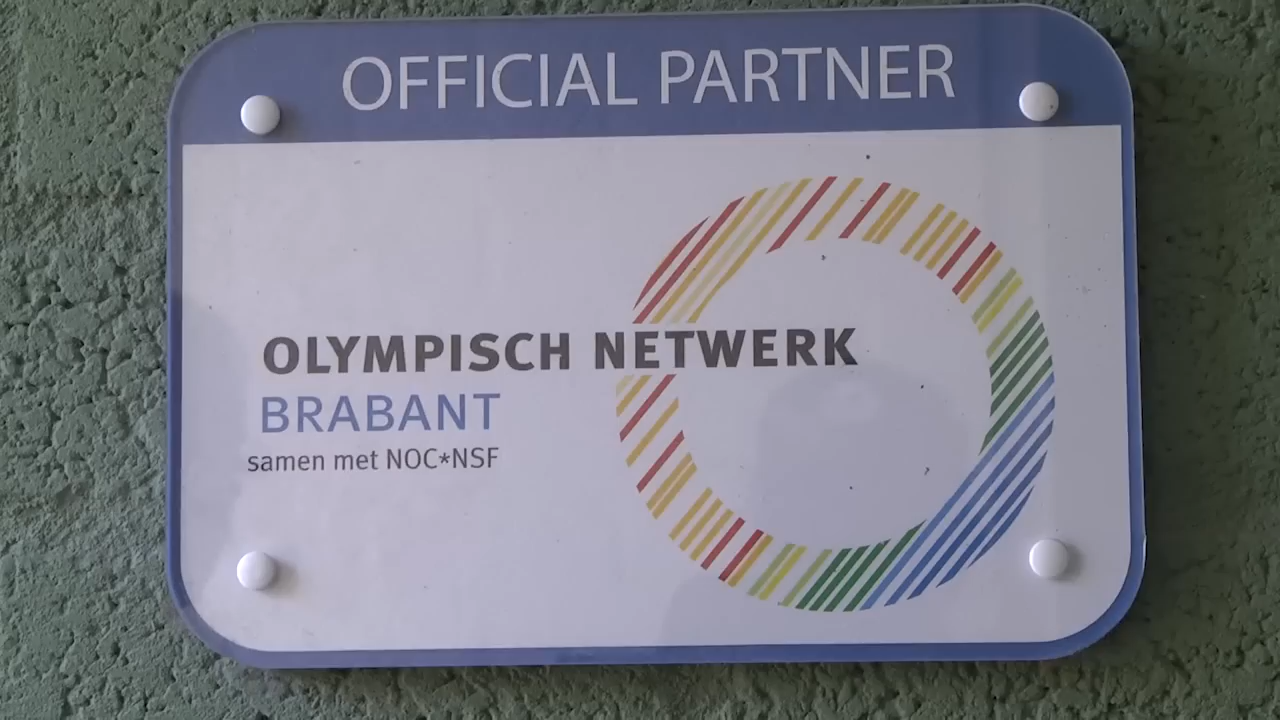 OFFICIAL PARTNER
OLYMPISCH NETWERK
BRABANT
samen met NOC*NSF